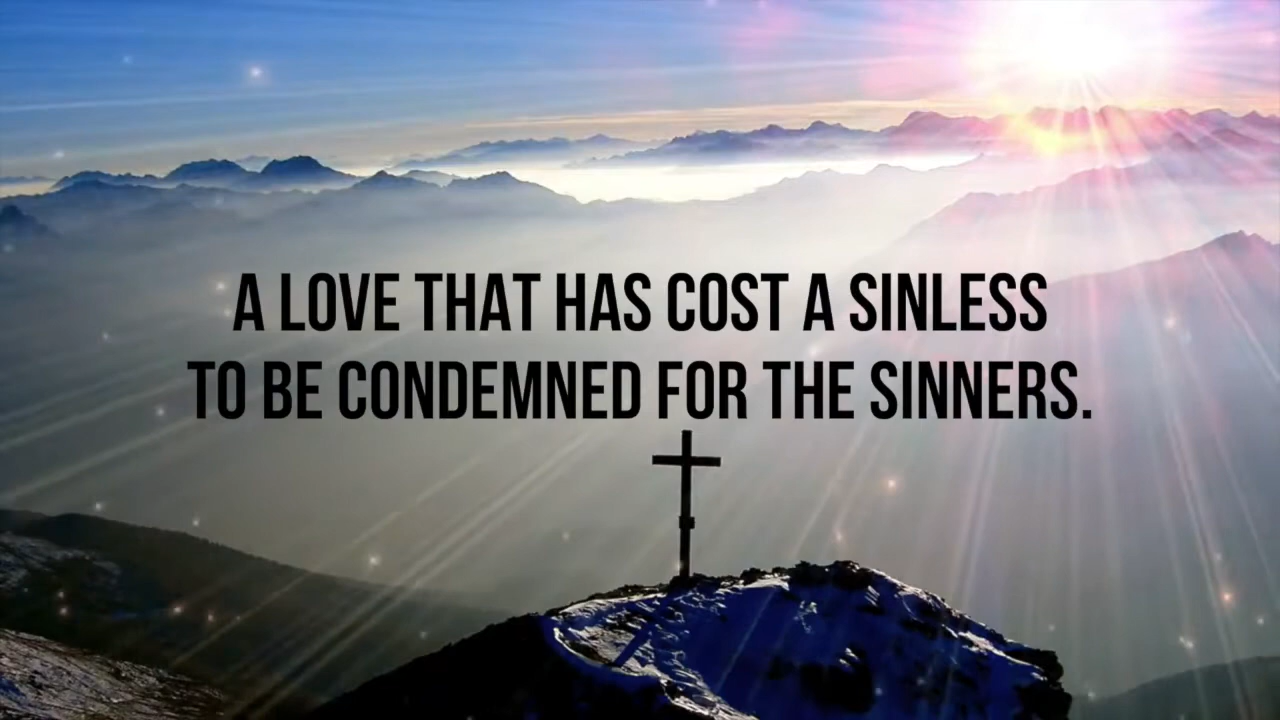 A LOVE THAT HAS COST A SINLESS
TO BE CONDEMNED FOR THE SINNERS.